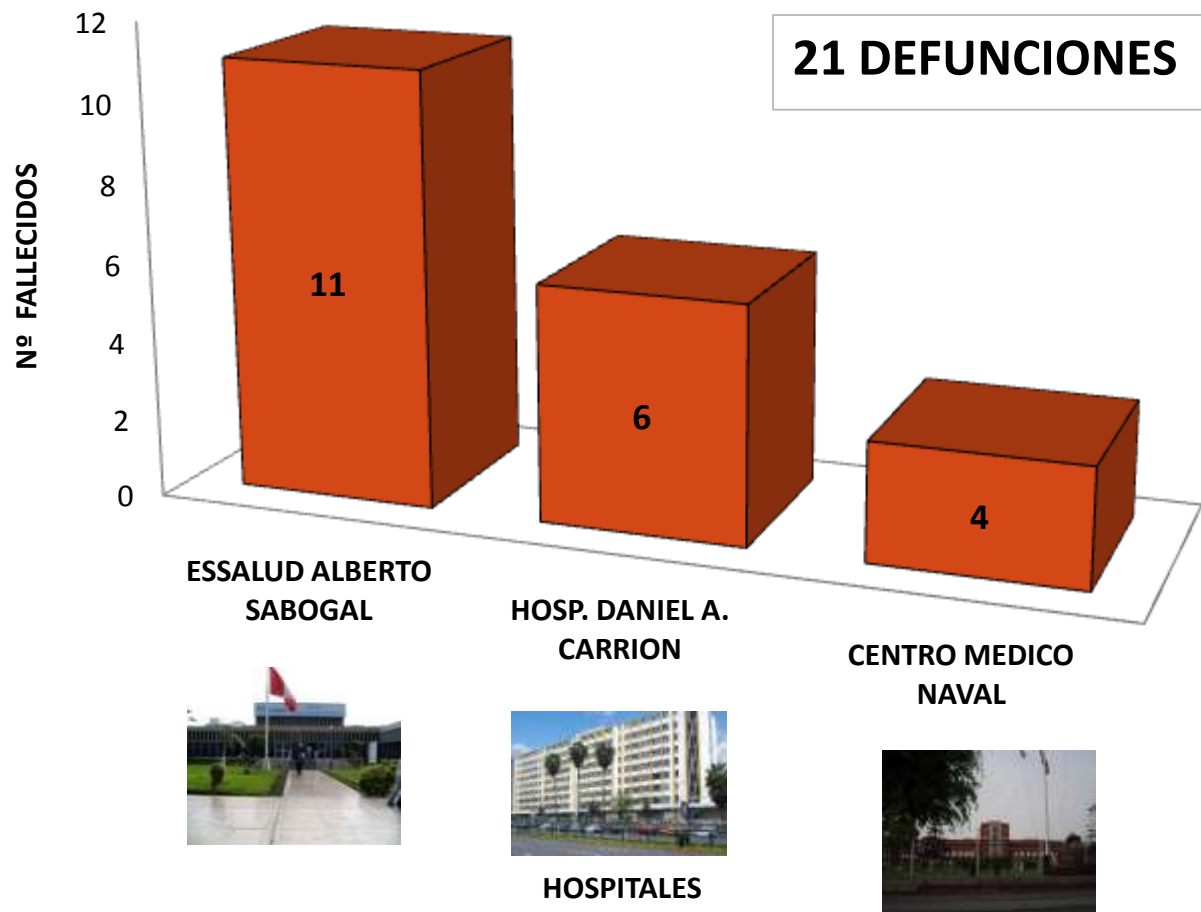 21 DEFUNCIONES
Nº FALLECIDOS
12
10
8
6
4
2
0
11
6
4
ESSALUD ALBERTO
SABOGAL
HOSP. DANIEL A.
CARRION
CENTRO MEDICO
NAVAL
HOSPITALES